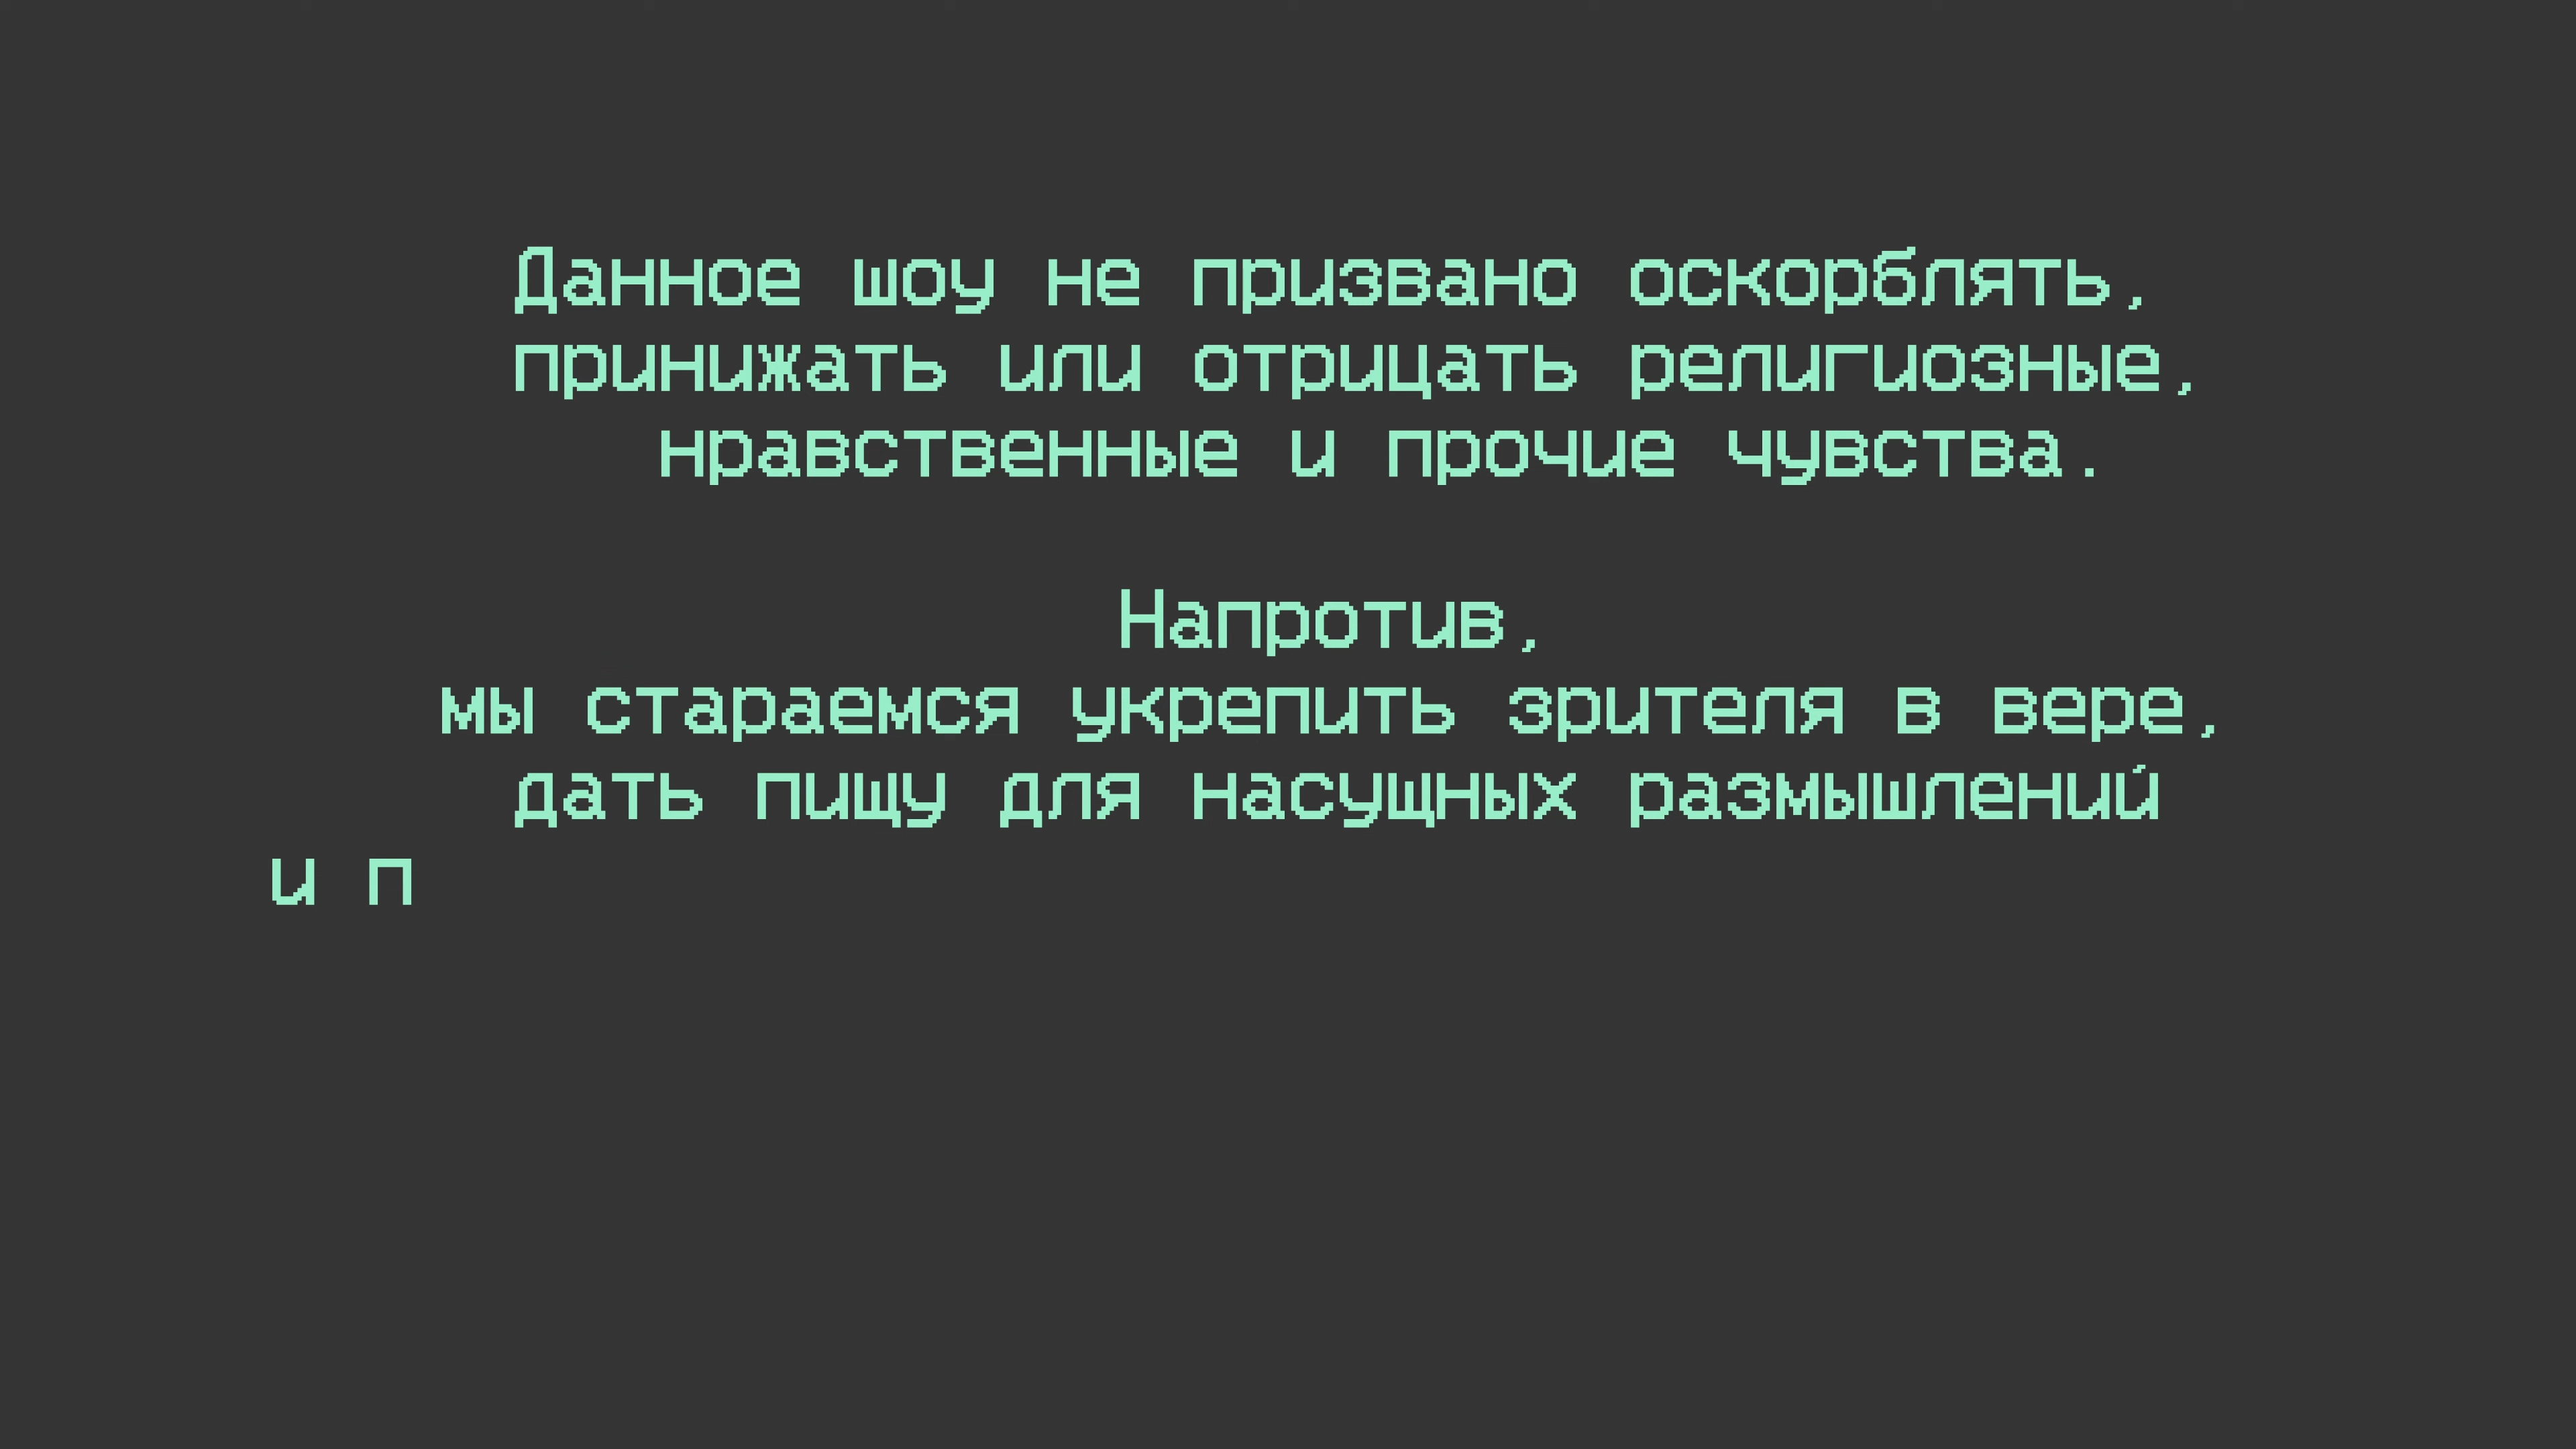 Данное шоу не призвано оскорблять,
принижать или отрицать религиозные,
нравственные и прочие чувства.
Напротив,
мы стараемся укрепить зрителя в вере,
дать пищу для насущных размышлений
и п